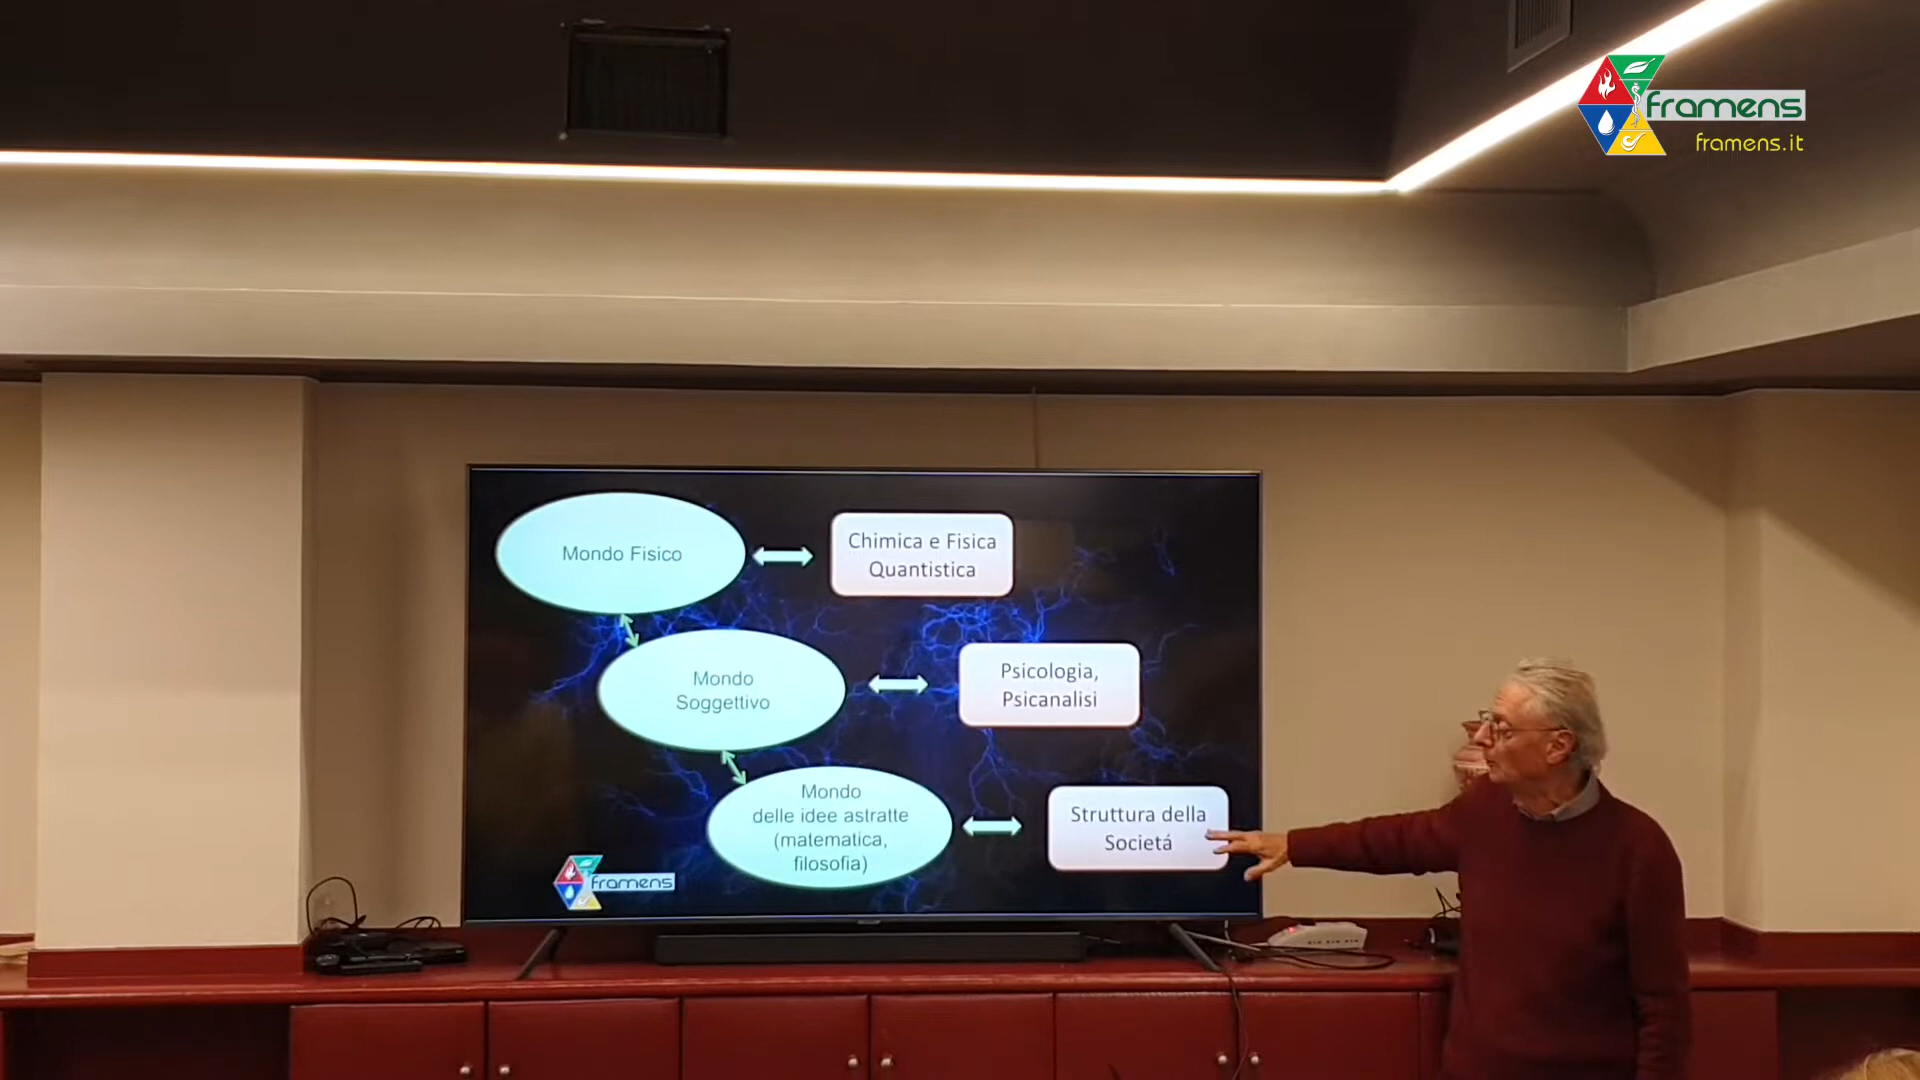 framens
framens.it
Mondo Fisico
Chimica e Fisica
Quantistica
Mondo
Soggettivo
Psicologia,
Psicanalisi
Mondo
delle idee astratte
(matematica,
filosofia)
Struttura della
Societá
framens